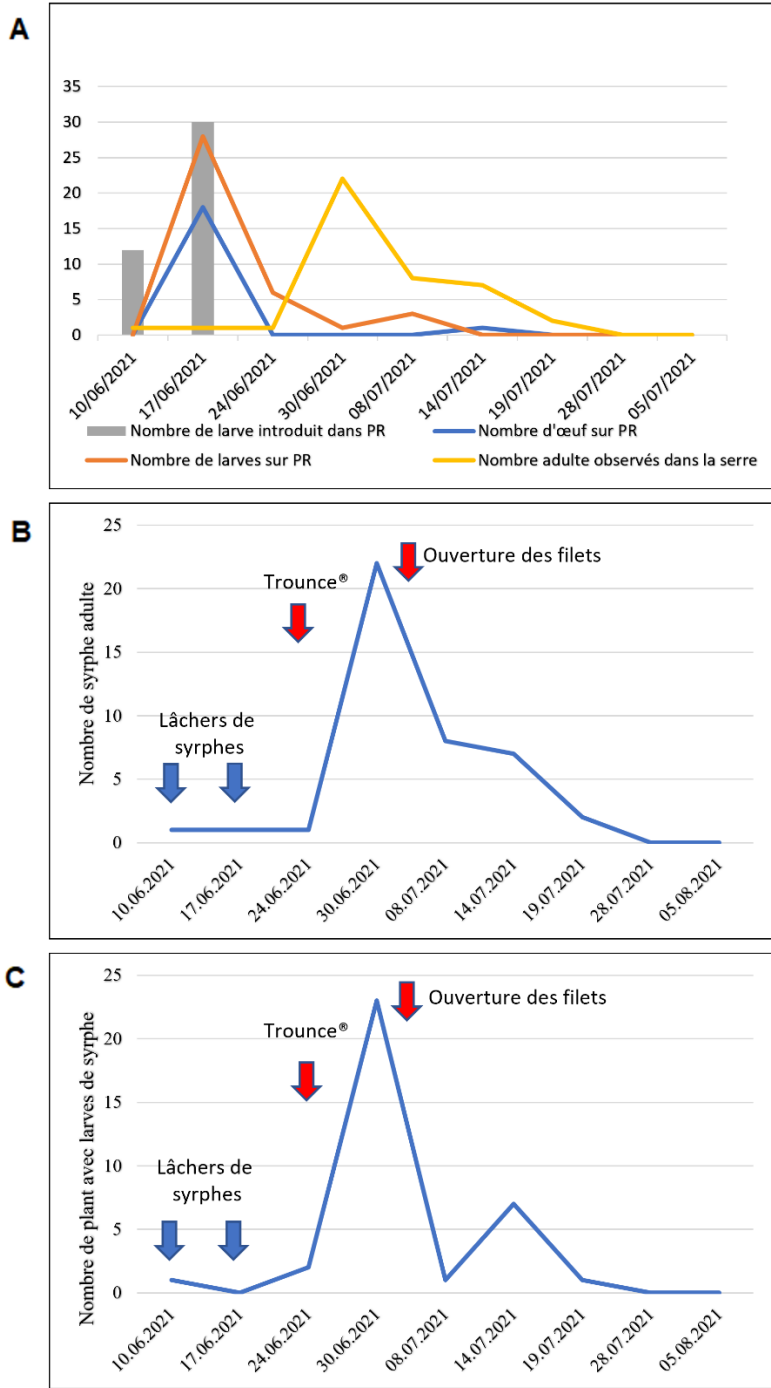 A
35
30
25
20
15
10
5
0
10/06/2021
17/06/2021
24/06/2021
30/06/2021
08/07/2021
14/07/2021
19/07/2021
28/07/2021
05/07/2021
Nombre de larve introduit dans PR
Nombre d'œuf sur PR
Nombre de larves sur PR
Nombre adulte observés dans la serre
B
Nombre de syrphe adulte
25
20
15
10
5
0
Ouverture des filets
Trounce®
Lâchers de
syrphes
10.06.2021
17.06.2021
24.06.2021
30.06.2021
08.07.2021
14.07.2021
19.07.2021
28.07.2021
05.08.2021
C
Nombre de plant avec larves de syrphe
25
20
15
10
5
0
Ouverture des filets
Trounce®
Lâchers de
syrphes
10.06.2021
17.06.2021
24.06.2021
30.06.2021
08.07.2021
14.07.2021
19.07.2021
28.07.2021
05.08.2021